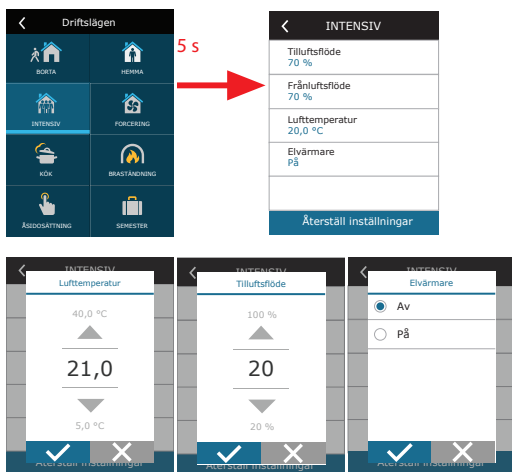 Driftslägen
BORTA
HEMMA
INTENSIV
FORCERING
KÖK
BRASTÄNDNING
ÅSIDOSÄTTNING
SEMESTER
5 s
INTENSIV
Tilluftsflöde
70 %
Frånluftsflöde
70 %
Lufttemperatur
20,0 °C
Elvärmare
På
Återställ inställningar
INTENSIV
Lufttemperatur
40,0 °C
21,0
5,0 °C
Återställ inställningar
INTENSIV
Tilluftsflöde
100 %
20
20 %
Återställ inställningar
INTENSIV
Elvärmare
Av
På
Återställ inställningar